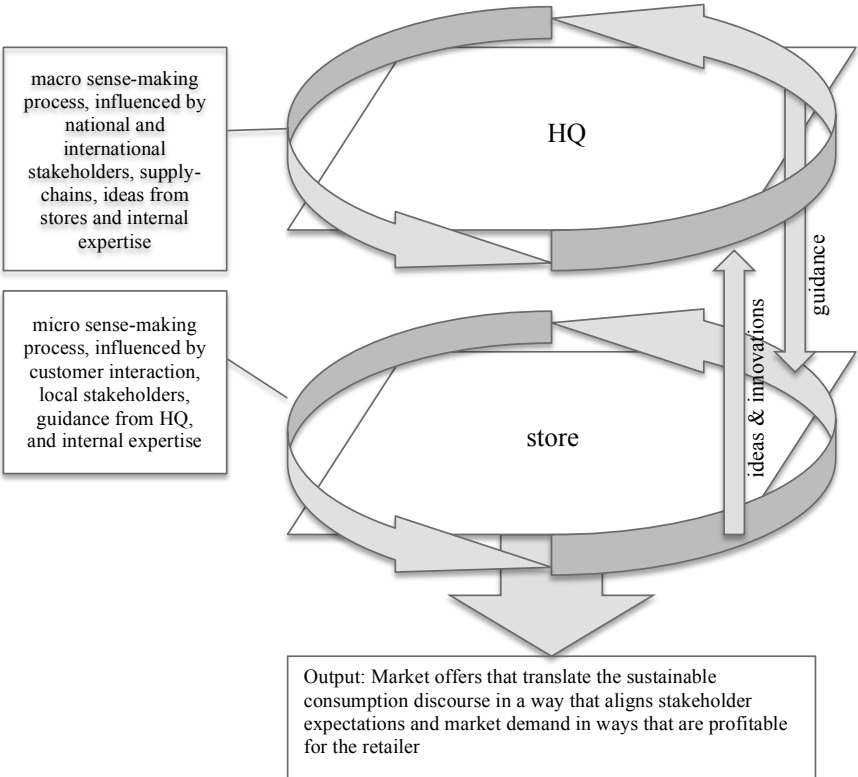 macro sense-making
process, influenced by
national and
international
stakeholders, supply-
chains, ideas from
stores and internal
expertise
HQ
guidance
micro sense-making
process, influenced by
customer interaction,
local stakeholders,
guidance from HQ,
and internal expertise
store
ideas & innovations
Output: Market offers that translate the sustainable
consumption discourse in a way that aligns stakeholder
expectations and market demand in ways that are profitable
for the retailer